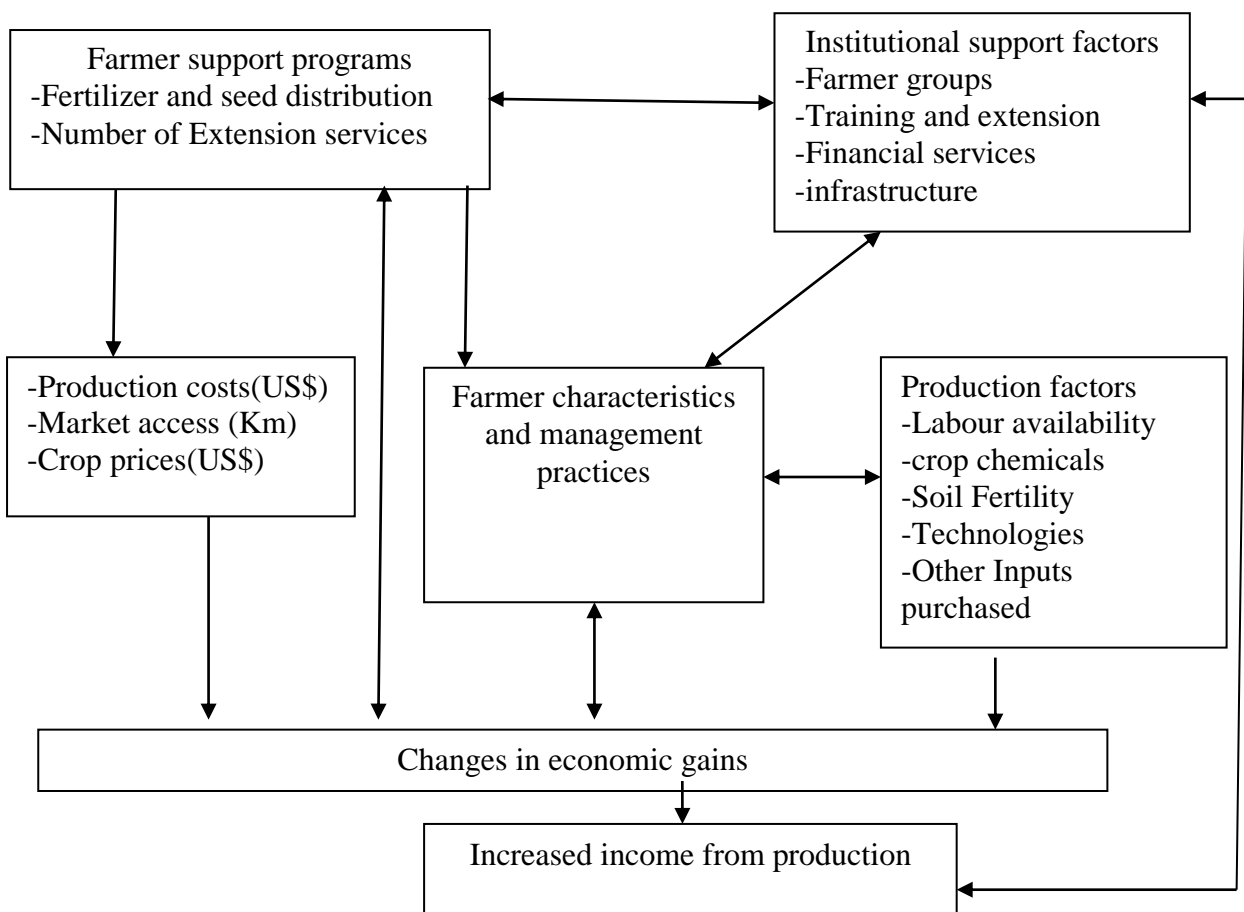 Farmer support programs
-Fertilizer and seed distribution
-Number of Extension services
Institutional support factors
-Farmer groups
-Training and extension
-Financial services
-infrastructure
-Production costs(US$)
-Market access (Km)
-Crop prices(US$)
Farmer characteristics
and management
practices
Production factors
-Labour availability
-crop chemicals
-Soil Fertility
-Technologies
-Other Inputs
purchased
Changes in economic gains
Increased income from production